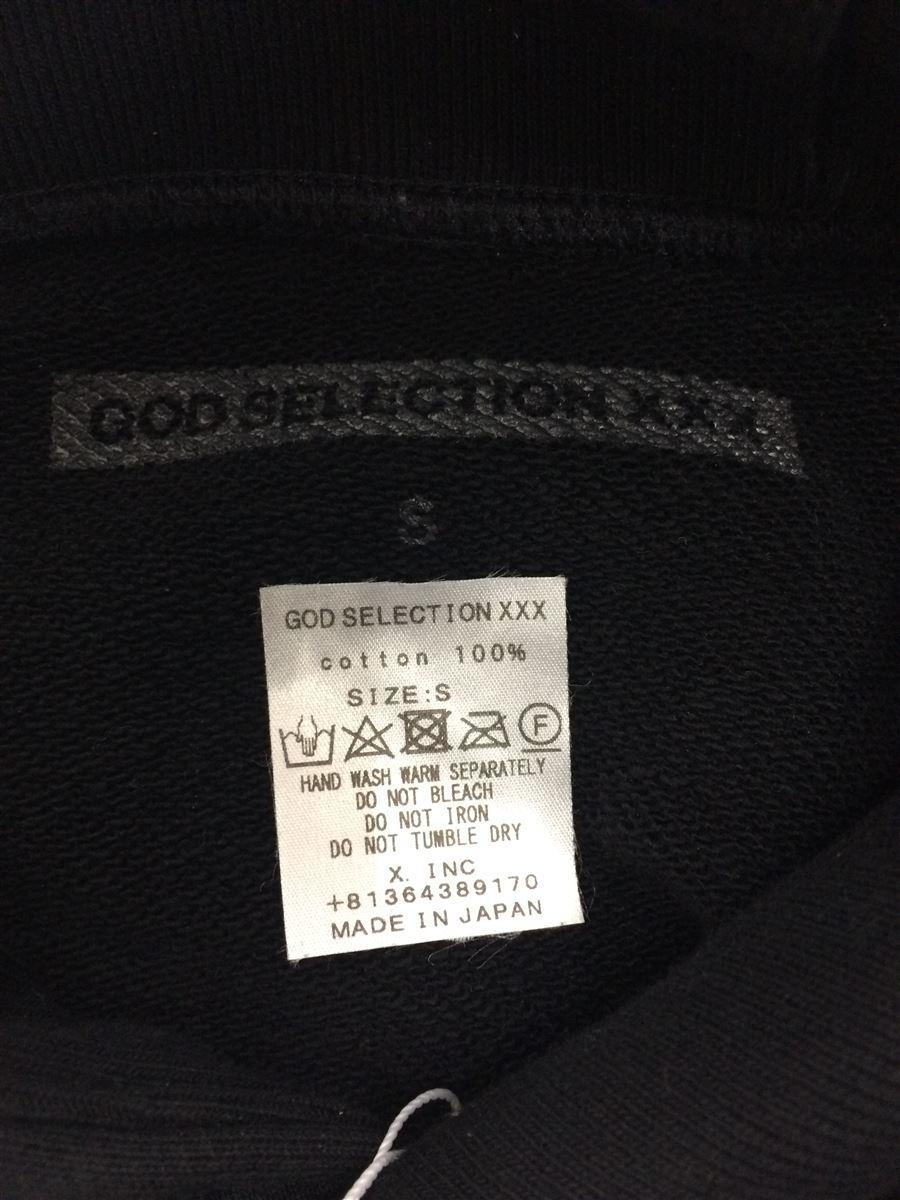 GOD SELECTION XXX
S
GOD SELECTION XXX
cotton 100%
SIZE:S
F
HAND WASH WARM SEPARATELY
DO NOT BLEACH
DO NOT IRON
DO NOT TUMBLE DRY
X. INC
+81364389170
MADE IN JAPAN